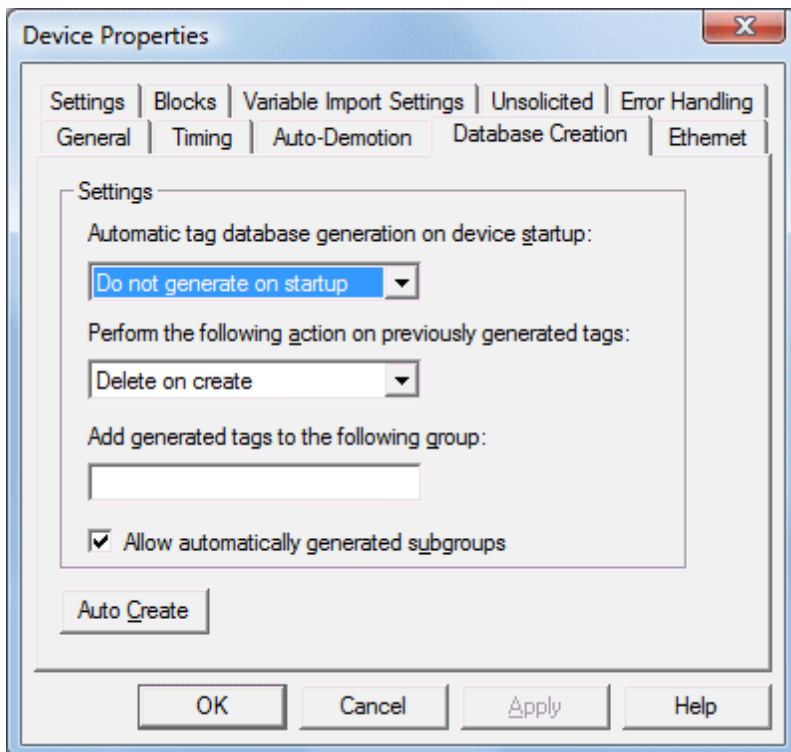 Device Properties
Settings Blocks Variable Import Settings Unsolicited Error Handling
General Timing Auto-Demotion Database Creation Ethernet
Settings
Automatic tag database generation on device startup:
Do not generate on startup
Perform the following action on previously generated tags:
Delete on create
Add generated tags to the following group:
Allow automatically generated subgroups
Auto Create
OK Cancel Apply Help